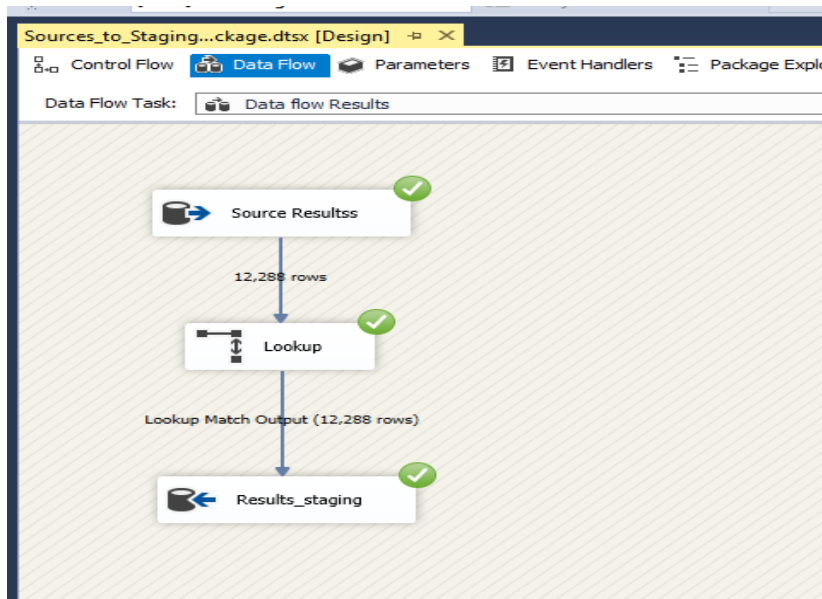 Sources_to_Staging...ckage.dtsx [Design]
Control Flow Data Flow Parameters Event Handlers Package Explo
Data Flow Task: Data flow Results
Source Resultss
12,288 rows
Lookup
Lookup Match Output (12,288 rows)
Results_staging